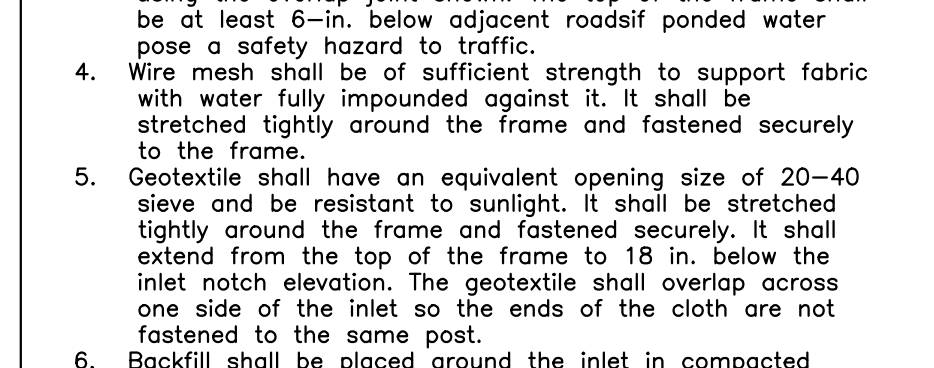 be at least 6-in. below adjacent roadsif ponded water
pose a safety hazard to traffic.
4. Wire mesh shall be of sufficient strength to support fabric
with water fully impounded against it. It shall be
stretched tightly around the frame and fastened securely
to the frame.
5. Geotextile shall have an equivalent opening size of 20-40
sieve and be resistant to sunlight. It shall be stretched
tightly around the frame and fastened securely. It shall
extend from the top of the frame to 18 in. below the
inlet notch elevation. The geotextile shall overlap across
one side of the inlet so the ends of the cloth are not
fastened to the same post.
6. Backfill shall be placed around the inlet in compacted